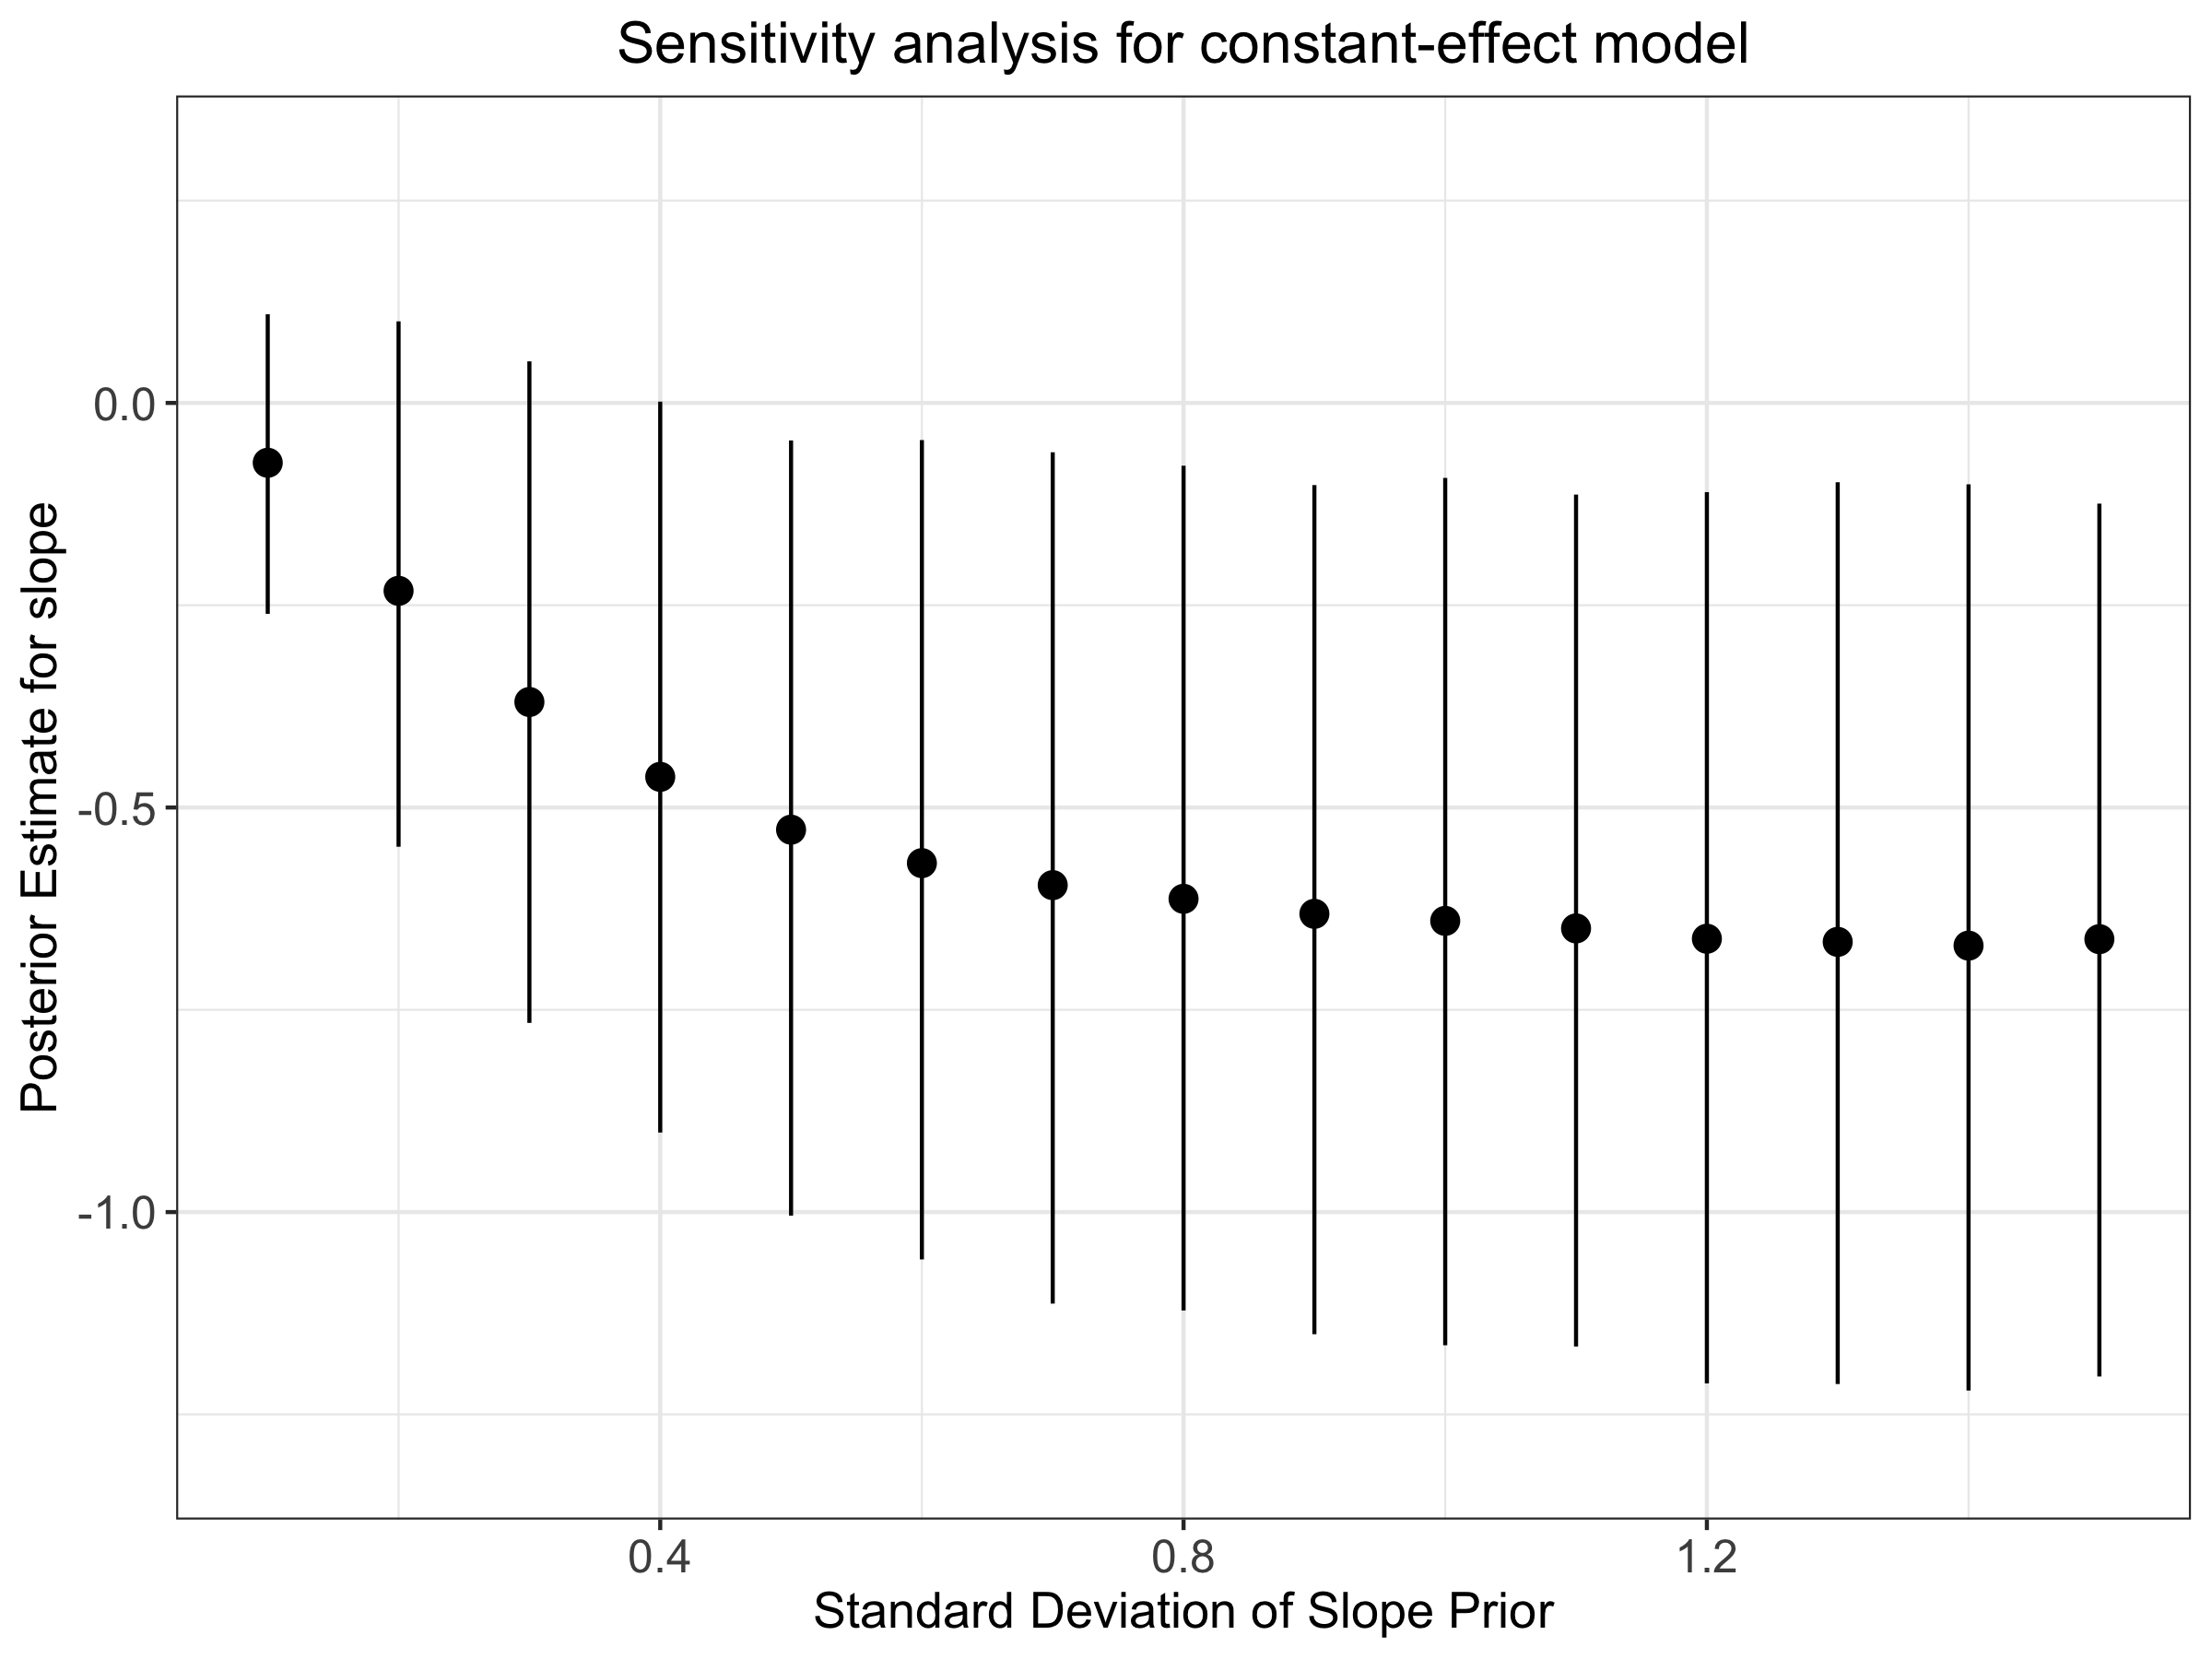 Sensitivity analysis for constant-effect model
Posterior Estimate for slope
0.0
-0.5
-1.0
0.4
0.8
1.2
Standard Deviation of Slope Prior